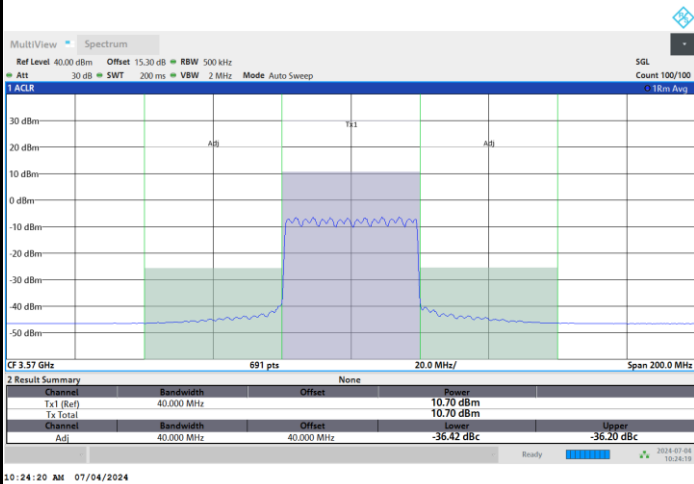 MultiView Spectrum
Ref Level 40.00 dBm Offset 15.30 dB RBW 500 kHz SGL
Att 30 dB SWT 200 ms VBW 2 MHz Mode Auto Sweep Count 100/100
1 ACLR 1Rm Avg
30 dBm
Tx1
20 dBm
Adj Adj
10 dBm
0 dBm
-10 dBm
-20 dBm
-30 dBm
-40 dBm
-50 dBm
CF 3.57 GHz 691 pts 20.0 MHz/ Span 200.0 MHz
2 Result Summary None
Channel Bandwidth Offset Power
Tx1 (Ref) 40.000 MHz 10.70 dBm
Tx Total 10.70 dBm
Channel Bandwidth Offset Lower Upper
Adj 40.000 MHz 40.000 MHz -36.42 dBc -36.20 dBc
Ready 2024-07-04
10:24:19
10:24:20 AM 07/04/2024